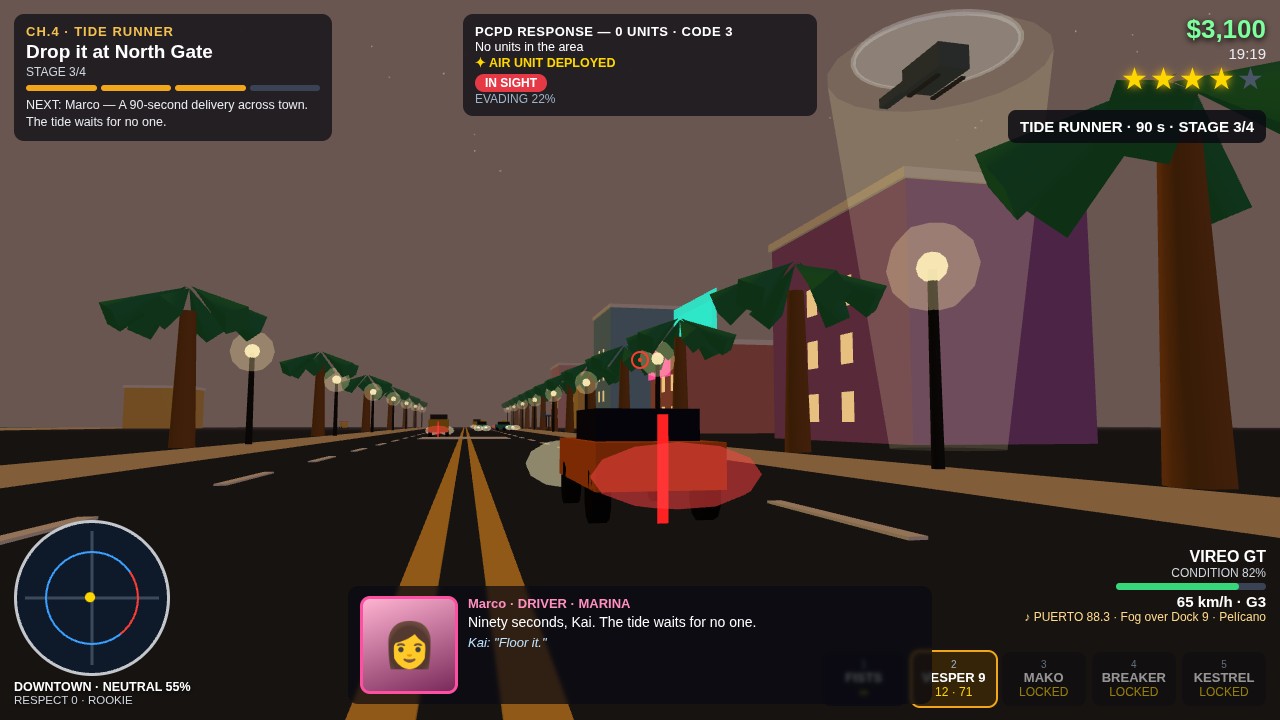 CH.4 · TIDE RUNNER
Drop it at North Gate
STAGE 3/4
NEXT: Marco — A 90-second delivery across town.
The tide waits for no one.
PCPD RESPONSE — 0 UNITS · CODE 3
No units in the area
✦ AIR UNIT DEPLOYED
IN SIGHT
EVADING 22%
$3,100
19:19
★★★★★
TIDE RUNNER · 90 s · STAGE 3/4
VIREO GT
CONDITION 82%
65 km/h · G3
♪ PUERTO 88.3 · Fog over Dock 9 · Pelícano
Marco · DRIVER · MARINA
Ninety seconds, Kai. The tide waits for no one.
Kai: "Floor it."
1
FISTS
2
VESPER 9
12 · 71
3
MAKO
LOCKED
4
BREAKER
LOCKED
5
KESTREL
LOCKED
DOWNTOWN · NEUTRAL 55%
RESPECT 0 · ROOKIE